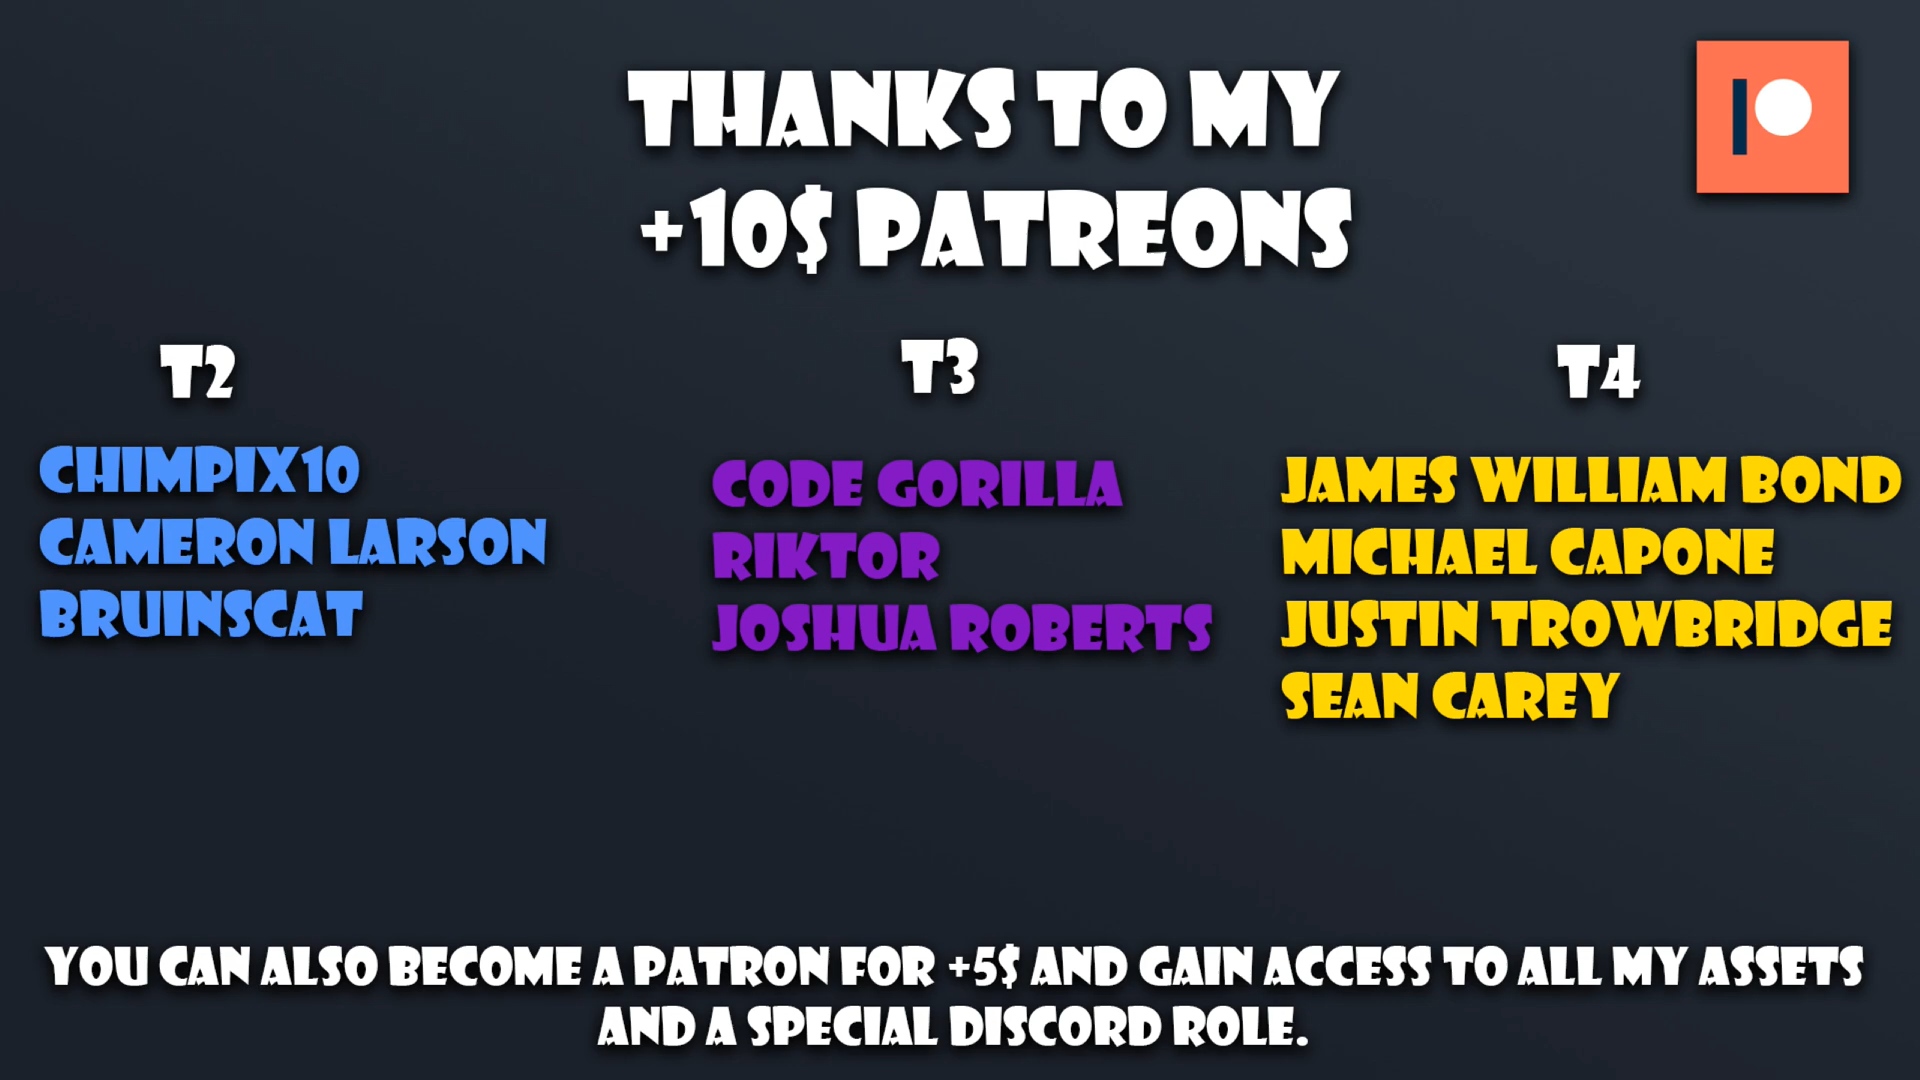 THANKS TO MY
+10$ PATREONS
T2
CHIMPIX10
CAMERON LARSON
BRUINSCAT
T3
CODE GORILLA
RIKTOR
JOSHUA ROBERTS
T4
JAMES WILLIAM BOND
MICHAEL CAPONE
JUSTIN TROWBRIDGE
SEAN CAREY
YOU CAN ALSO BECOME A PATRON FOR +5$ AND GAIN ACCESS TO ALL MY ASSETS
AND A SPECIAL DISCORD ROLE.